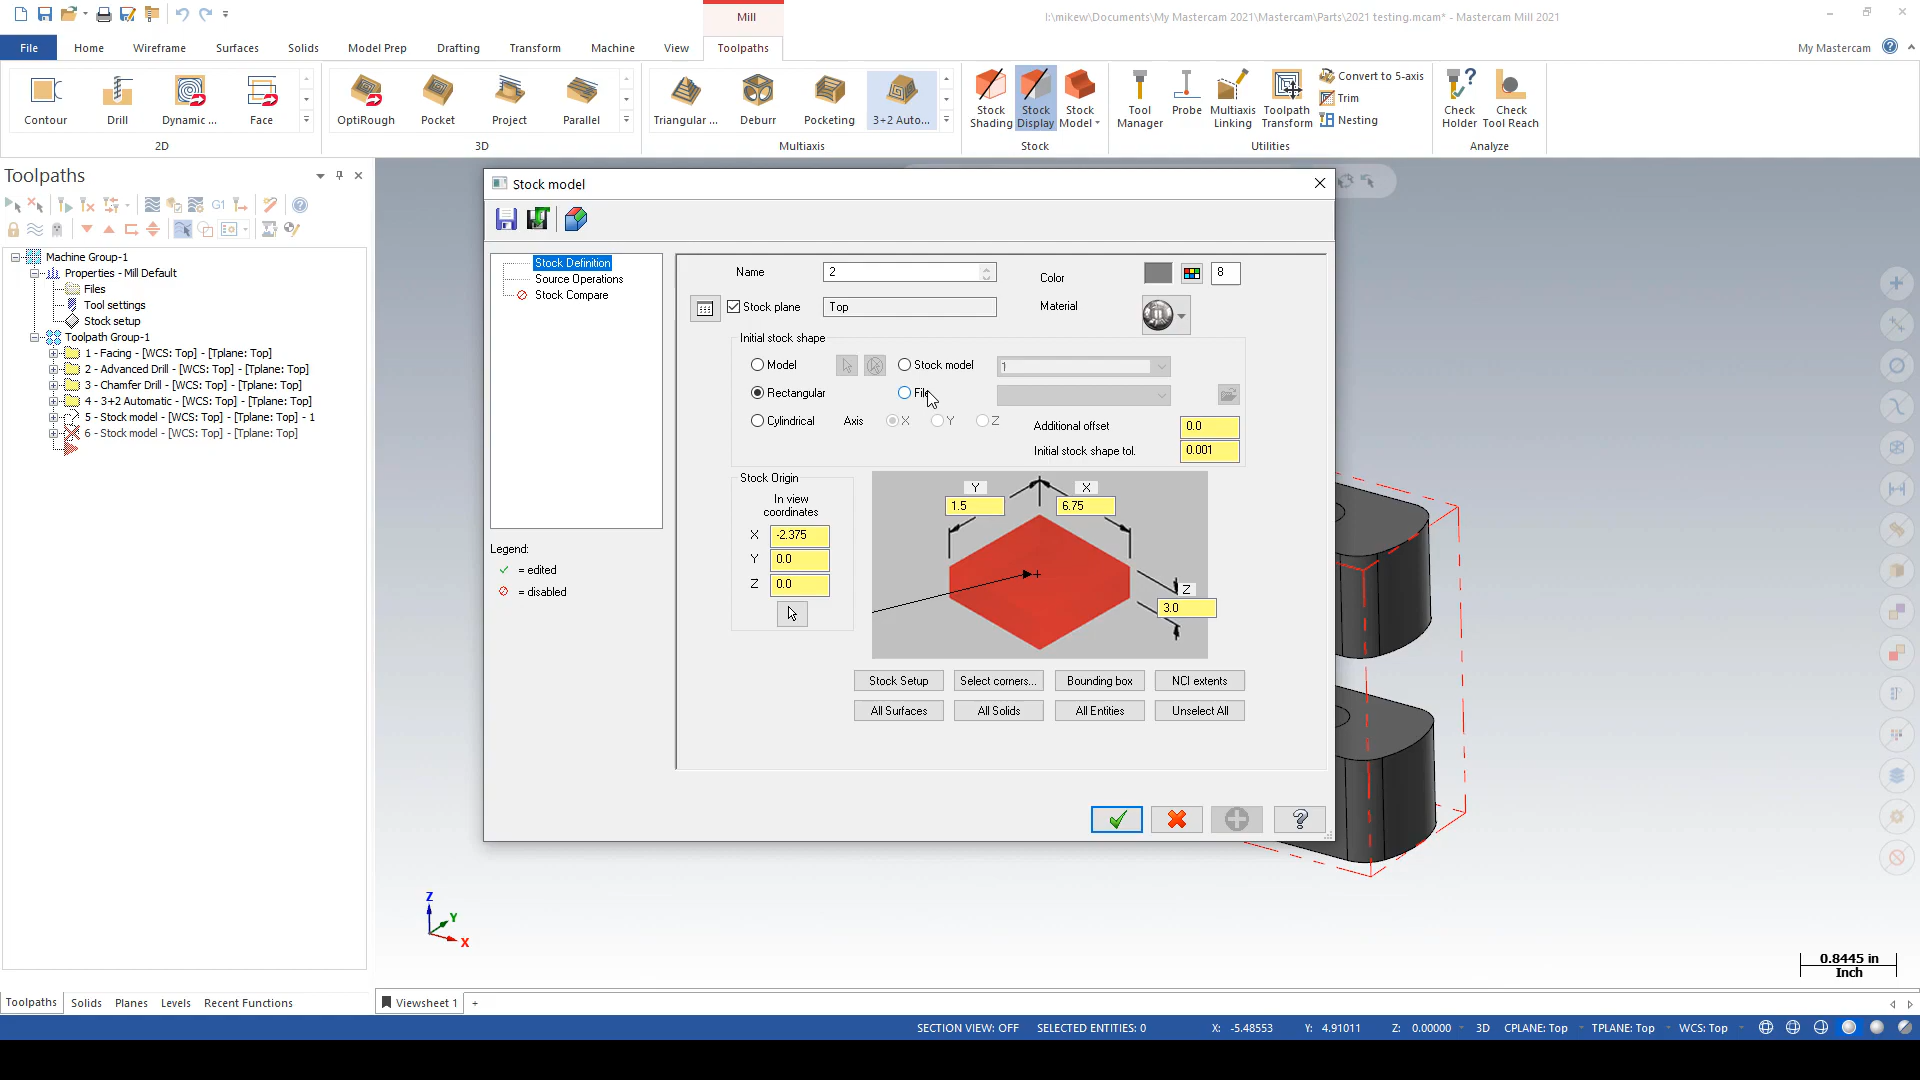 Mill
I:\mikew\Documents\My Mastercam 2021\Mastercam\Parts\2021 testing.mcam* - Mastercam Mill 2021
File
Home
Wireframe
Surfaces
Solids
Model Prep
Drafting
Transform
Machine
View
Toolpaths
My Mastercam
Contour
Drill
Dynamic ...
Face
2D
OptiRough
Pocket
Project
Parallel
3D
Triangular ...
Deburr
Pocketing
3+2 Auto...
Multiaxis
Stock Shading
Stock Display
Stock Model
Stock
Tool Manager
Probe
Multiaxis Linking
Toolpath Transform
Convert to 5-axis
Trim
Nesting
Utilities
Check Holder
Check Tool Reach
Analyze
Toolpaths
G1
Machine Group-1
Properties - Mill Default
Files
Tool settings
Stock setup
Toolpath Group-1
1 - Facing - [WCS: Top] - [Tplane: Top]
2 - Advanced Drill - [WCS: Top] - [Tplane: Top]
3 - Chamfer Drill - [WCS: Top] - [Tplane: Top]
4 - 3+2 Automatic - [WCS: Top] - [Tplane: Top]
5 - Stock model - [WCS: Top] - [Tplane: Top] - 1
6 - Stock model - [WCS: Top] - [Tplane: Top]
Stock model
Stock Definition
Source Operations
Stock Compare
Legend:
= edited
= disabled
Name
2
Color
8
Stock plane
Top
Material
Initial stock shape
Model
Stock model
1
Rectangular
File
Cylindrical
Axis
X
Y
Z
Additional offset
0.0
Initial stock shape tol.
0.001
Stock Origin
In view
coordinates
X
-2.375
Y
0.0
Z
0.0
Y
1.5
X
6.75
Z
3.0
Stock Setup
Select corners...
Bounding box
NCI extents
All Surfaces
All Solids
All Entities
Unselect All
Z
Y
X
0.8445 in
Inch
Toolpaths
Solids
Planes
Levels
Recent Functions
Viewsheet 1
+
SECTION VIEW: OFF
SELECTED ENTITIES: 0
X: -5.48553
Y: 4.91011
Z: 0.00000
3D
CPLANE: Top
TPLANE: Top
WCS: Top